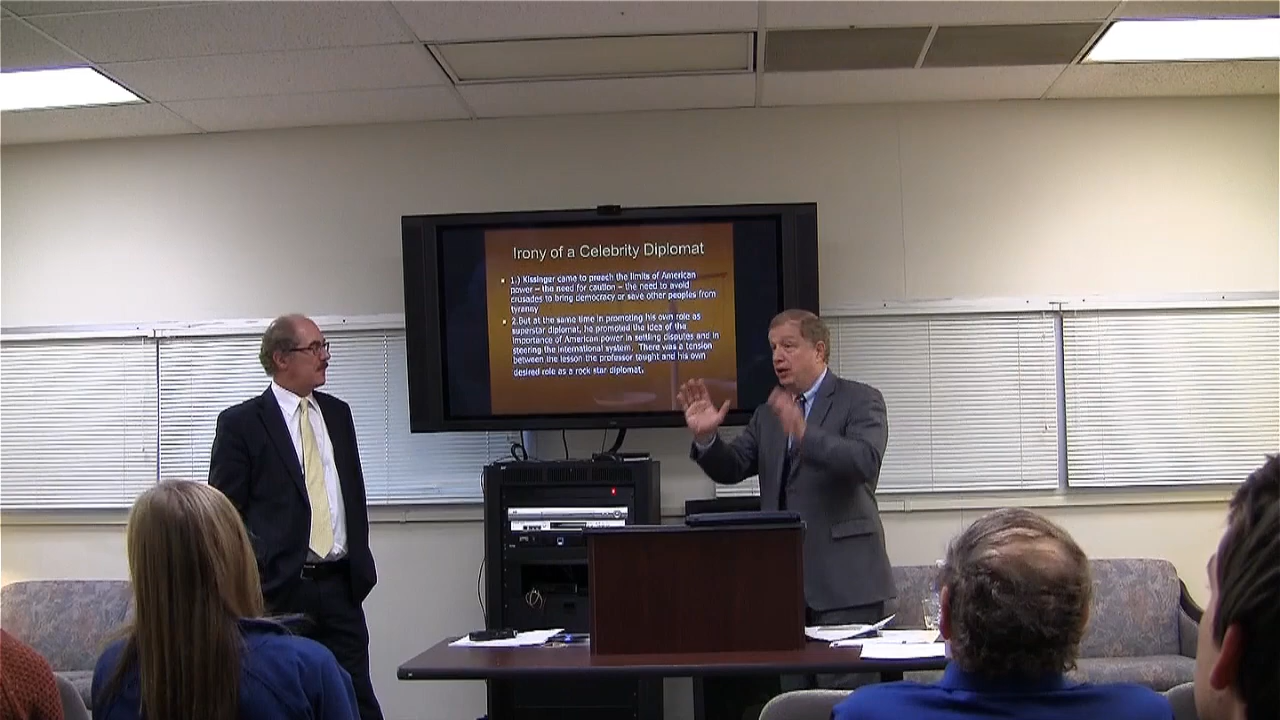 Irony of a Celebrity Diplomat
1.) Kissinger came to preach the limits of American
power – the need for caution – the need to avoid
crusades to bring democracy or save other peoples from
tyranny
2.But at the same time in promoting his own role as
superstar diplomat, he promoted the idea of the
importance of American power in settling disputes and in
steering the international system. There was a tension
between the lesson the professor taught and his own
desired role as a rock star diplomat.